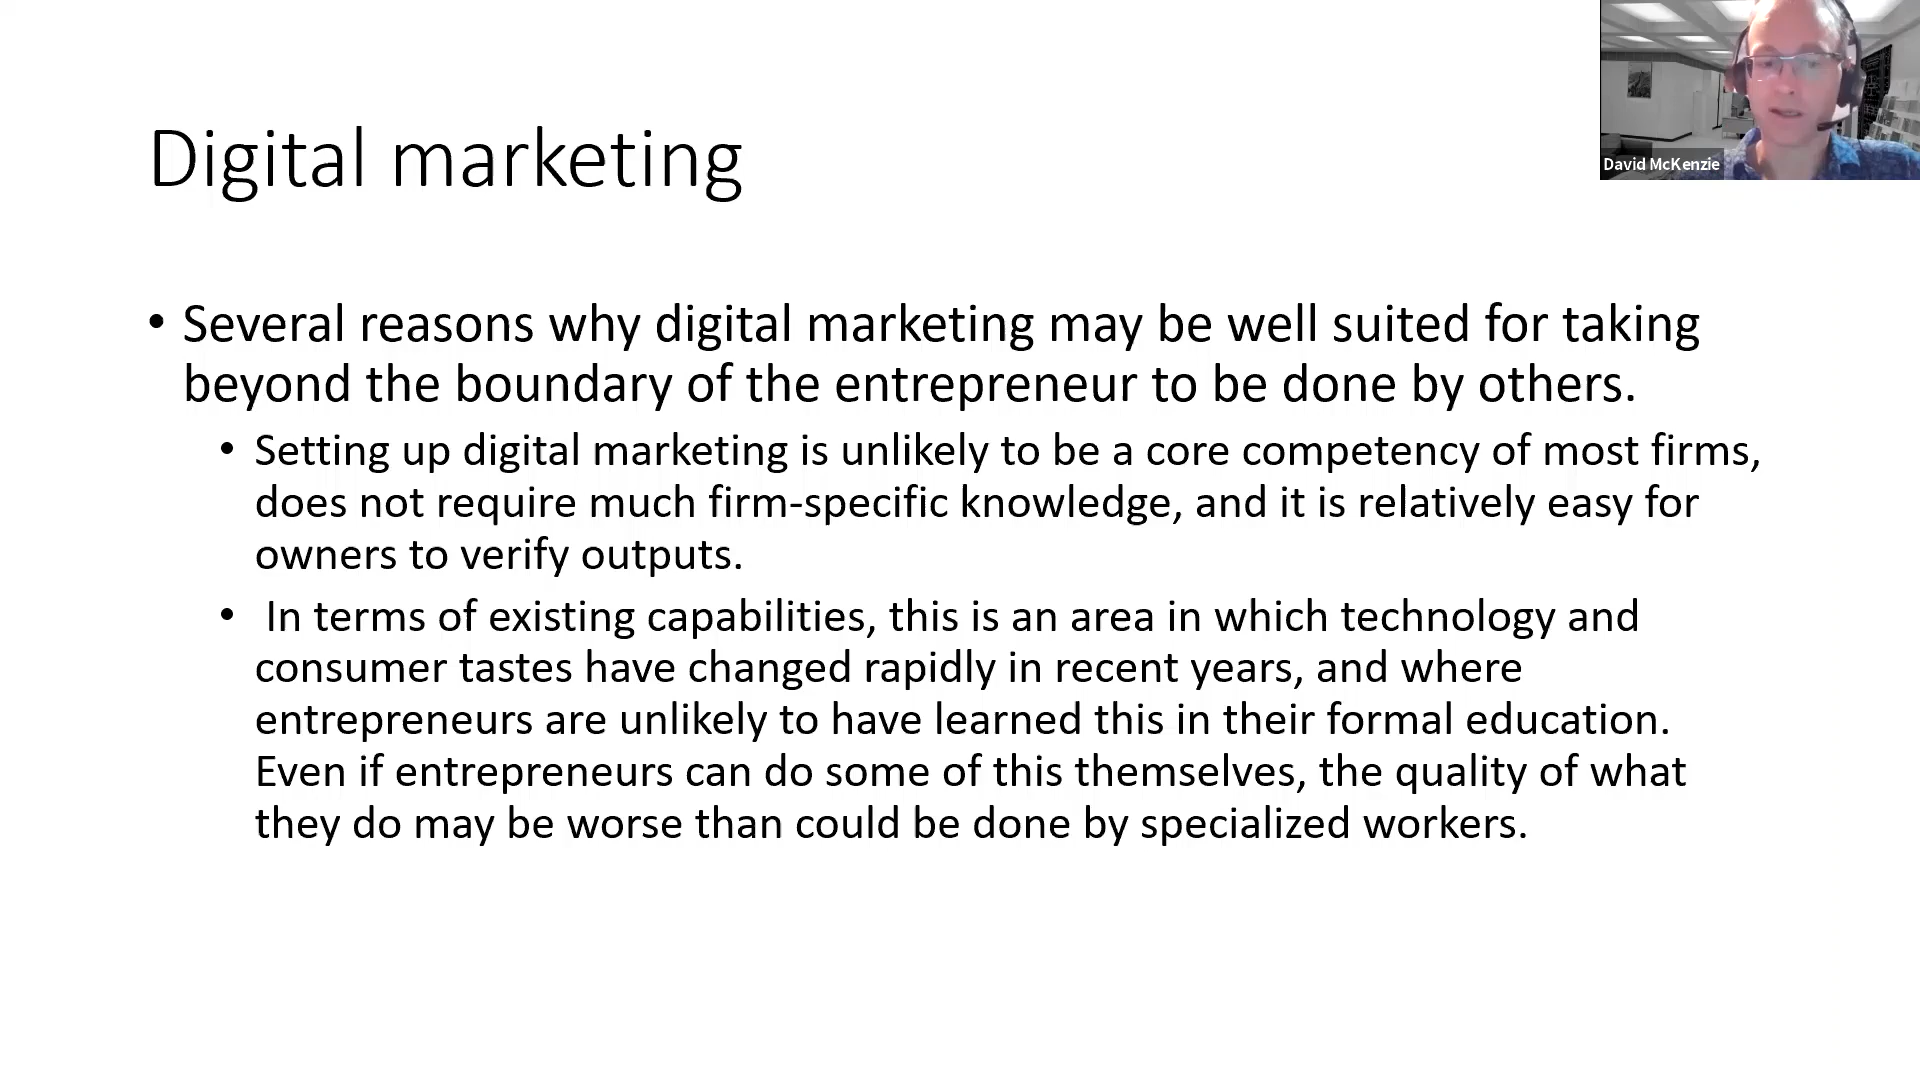 David McKenzie
Digital marketing
• Several reasons why digital marketing may be well suited for taking
beyond the boundary of the entrepreneur to be done by others.
• Setting up digital marketing is unlikely to be a core competency of most firms,
does not require much firm-specific knowledge, and it is relatively easy for
owners to verify outputs.
• In terms of existing capabilities, this is an area in which technology and
consumer tastes have changed rapidly in recent years, and where
entrepreneurs are unlikely to have learned this in their formal education.
Even if entrepreneurs can do some of this themselves, the quality of what
they do may be worse than could be done by specialized workers.